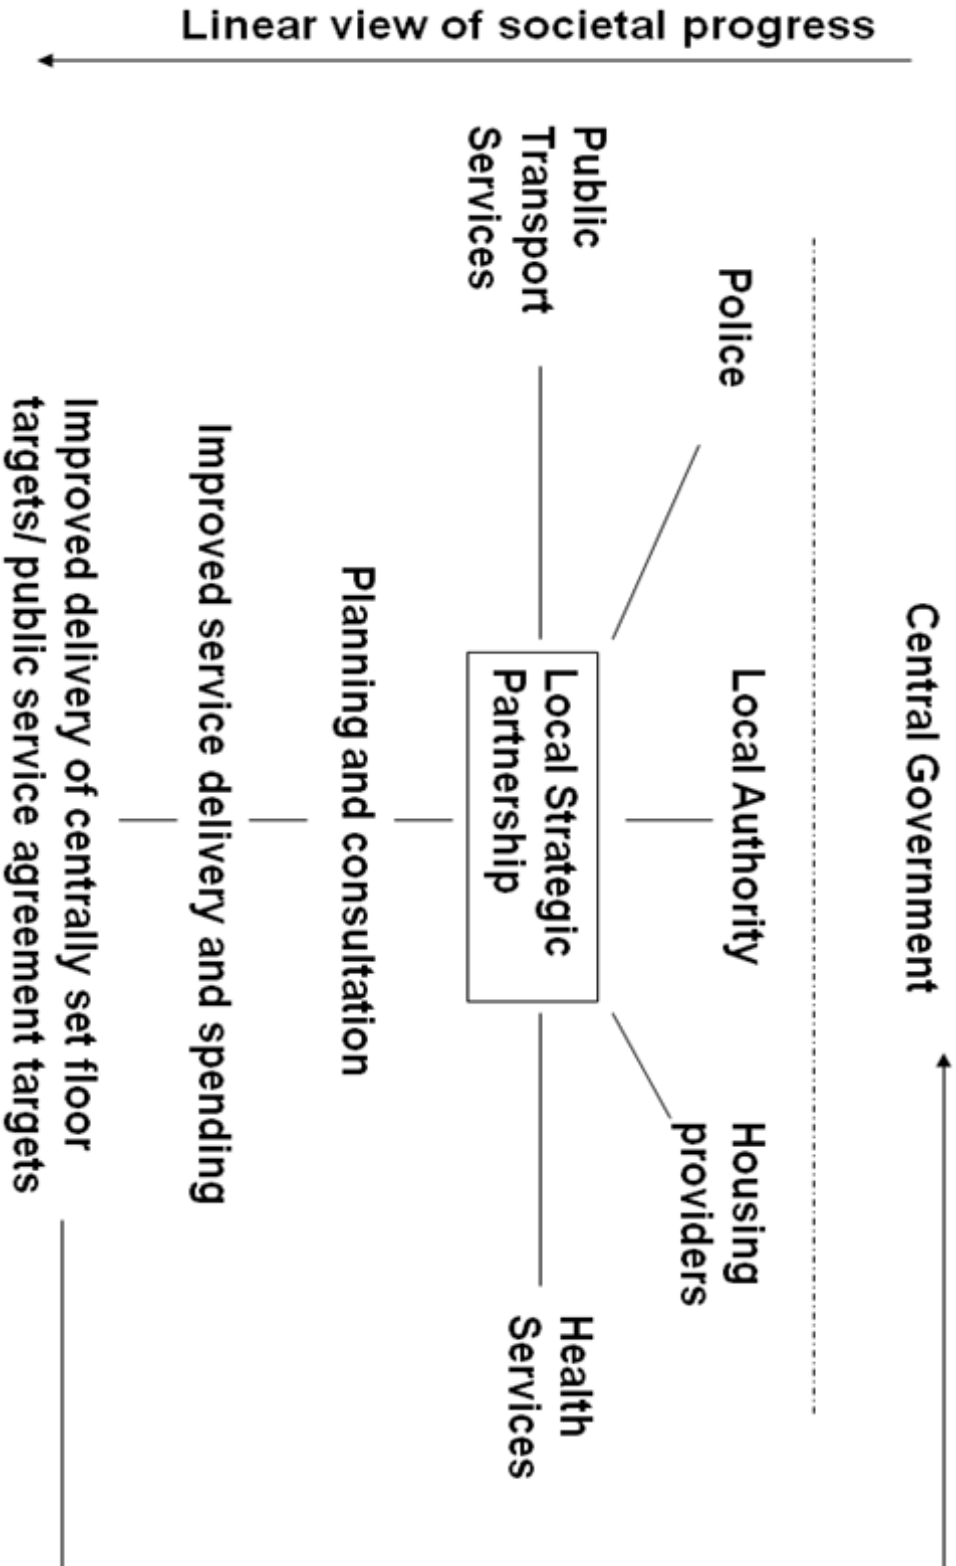 Linear view of societal progress
Central Government
Police
Local Authority
Housing
providers
Public
Transport
Services
Local Strategic
Partnership
Health
Services
Planning and consultation
Improved service delivery and spending
Improved delivery of centrally set floor
targets/ public service agreement targets